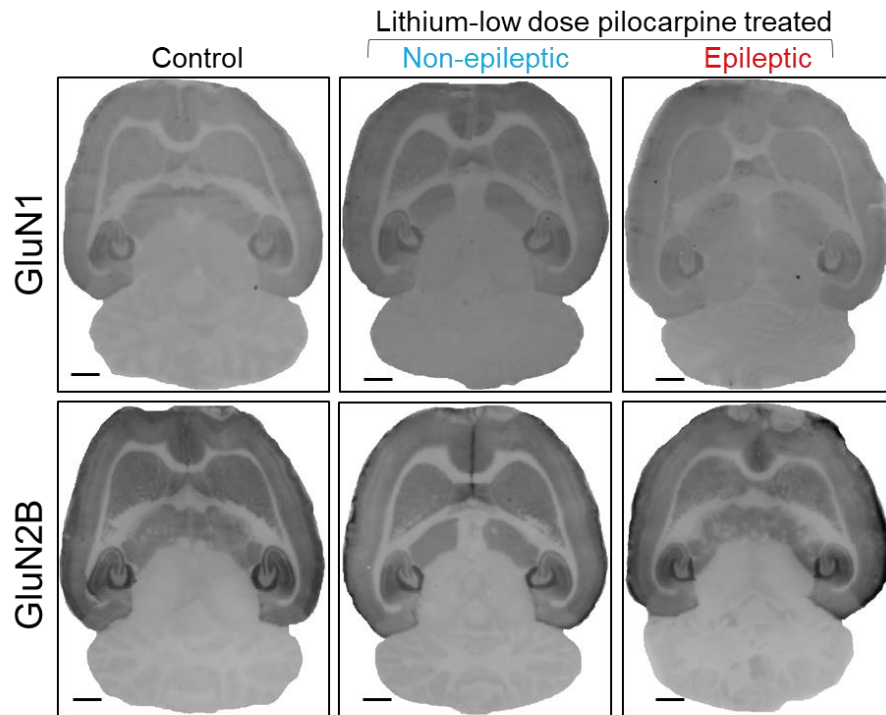 Lithium-low dose pilocarpine treated
Control
Non-epileptic
Epileptic
GluN1
GluN2B